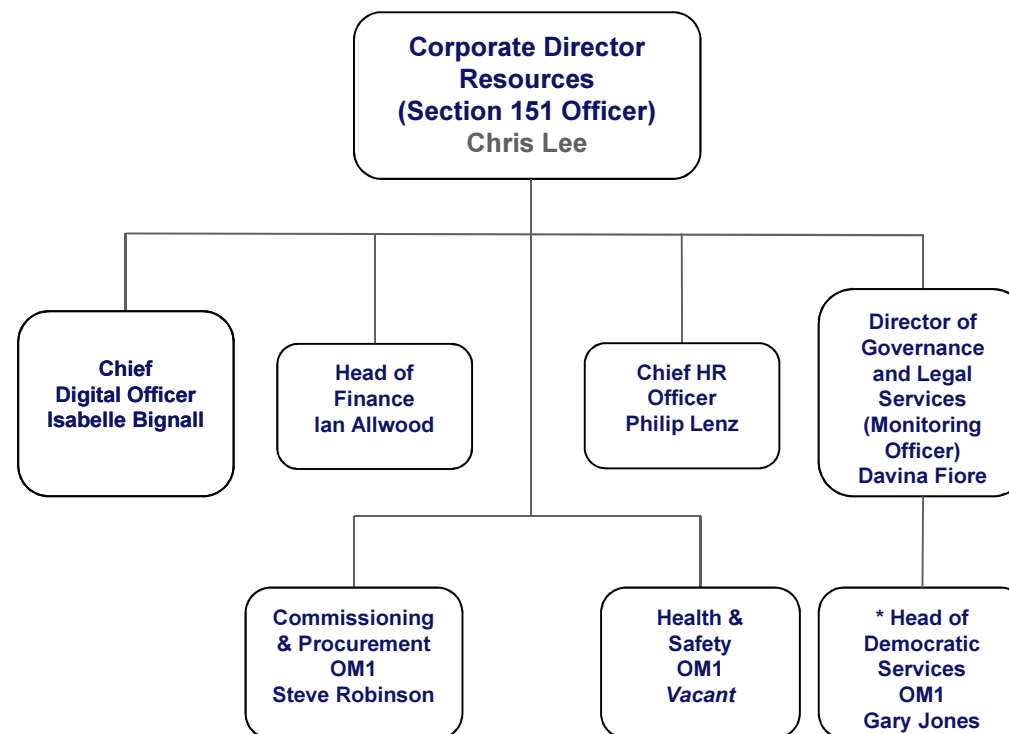 Corporate Director
Resources
(Section 151 Officer)
Chris Lee
Chief
Digital Officer
Isabelle Bignall
Head of
Finance
Ian Allwood
Chief HR
Officer
Philip Lenz
Director of
Governance
and Legal
Services
(Monitoring
Officer)
Davina Fiore
Commissioning
& Procurement
OM1
Steve Robinson
Health &
Safety
OM1
Vacant
* Head of
Democratic
Services
OM1
Gary Jones